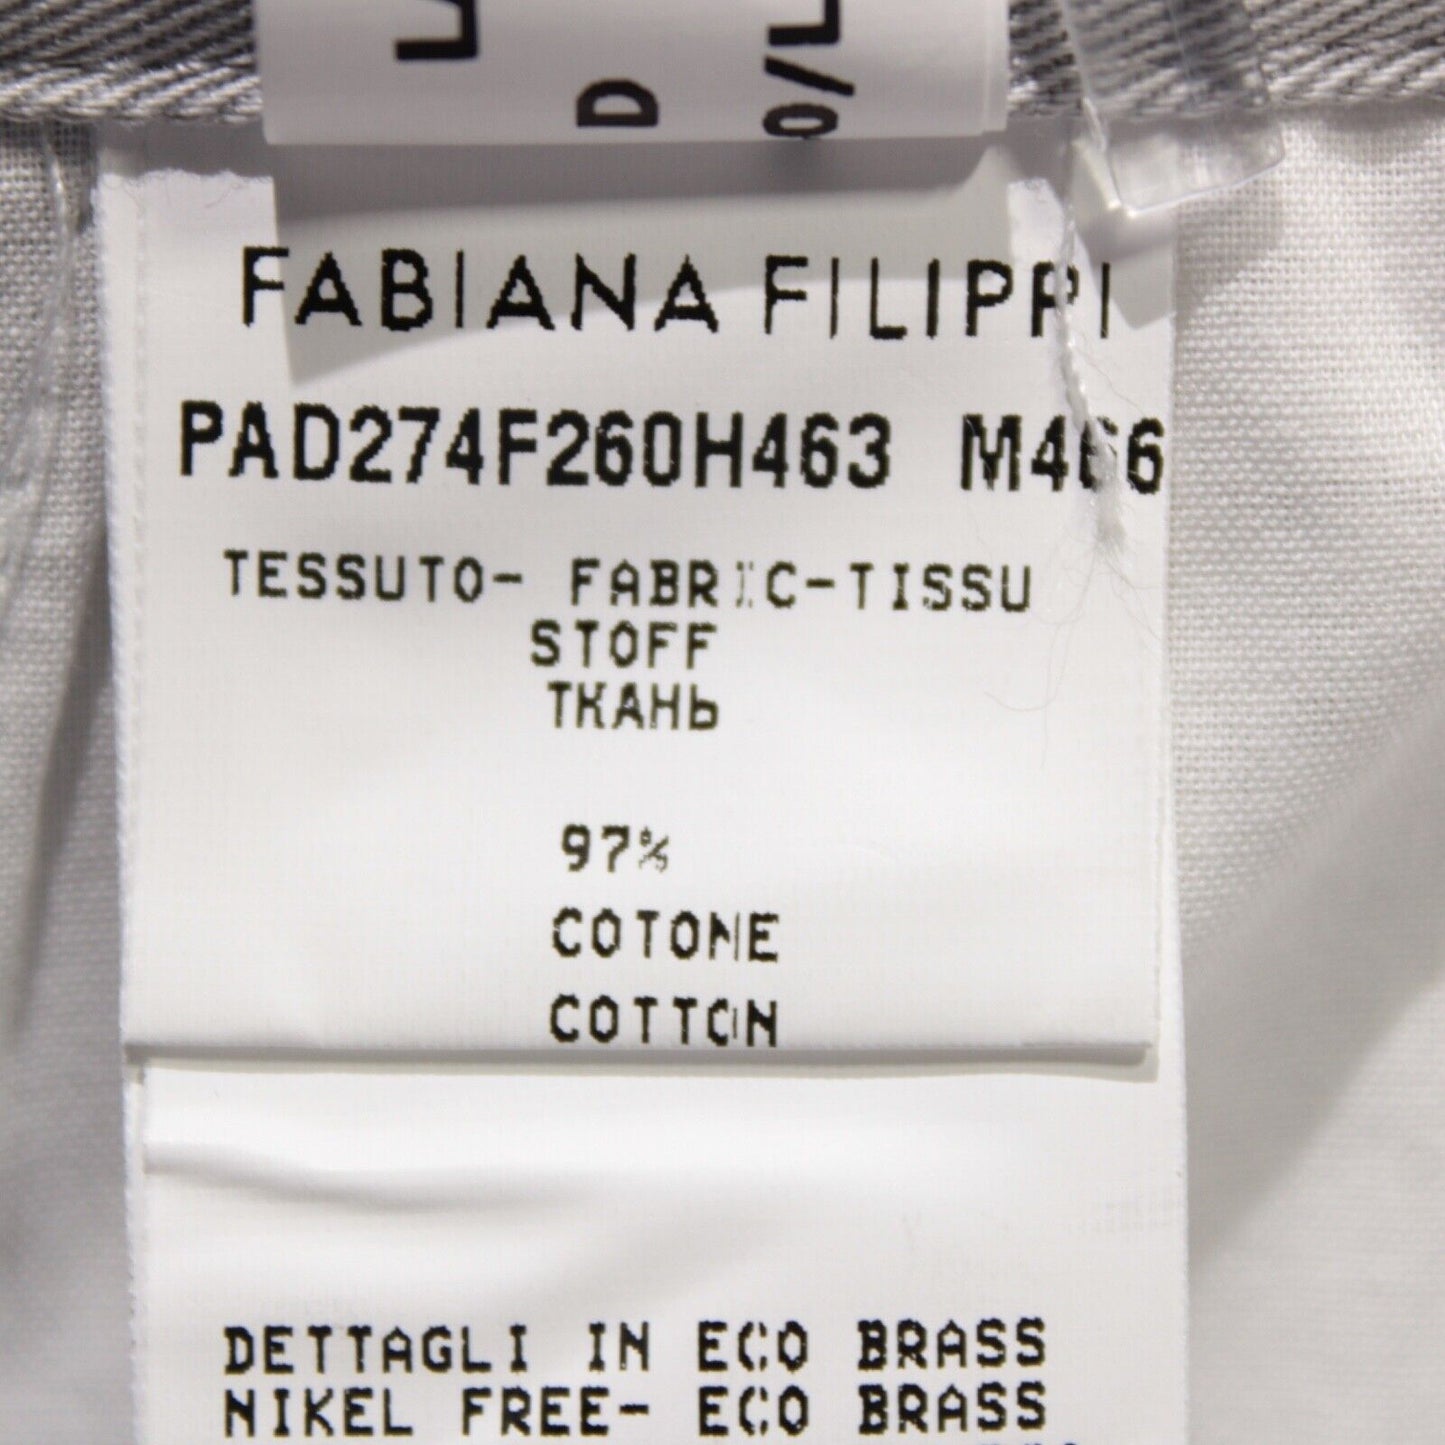 FABIANA FILIPPI
PAD274F260H463 M466
TESSUTO- FABRIC-TISSU
STOFF
ТКАНЬ
97%
COTONE
COTTON
DETTAGLI IN ECO BRASS
NIKEL FREE- ECO BRASS